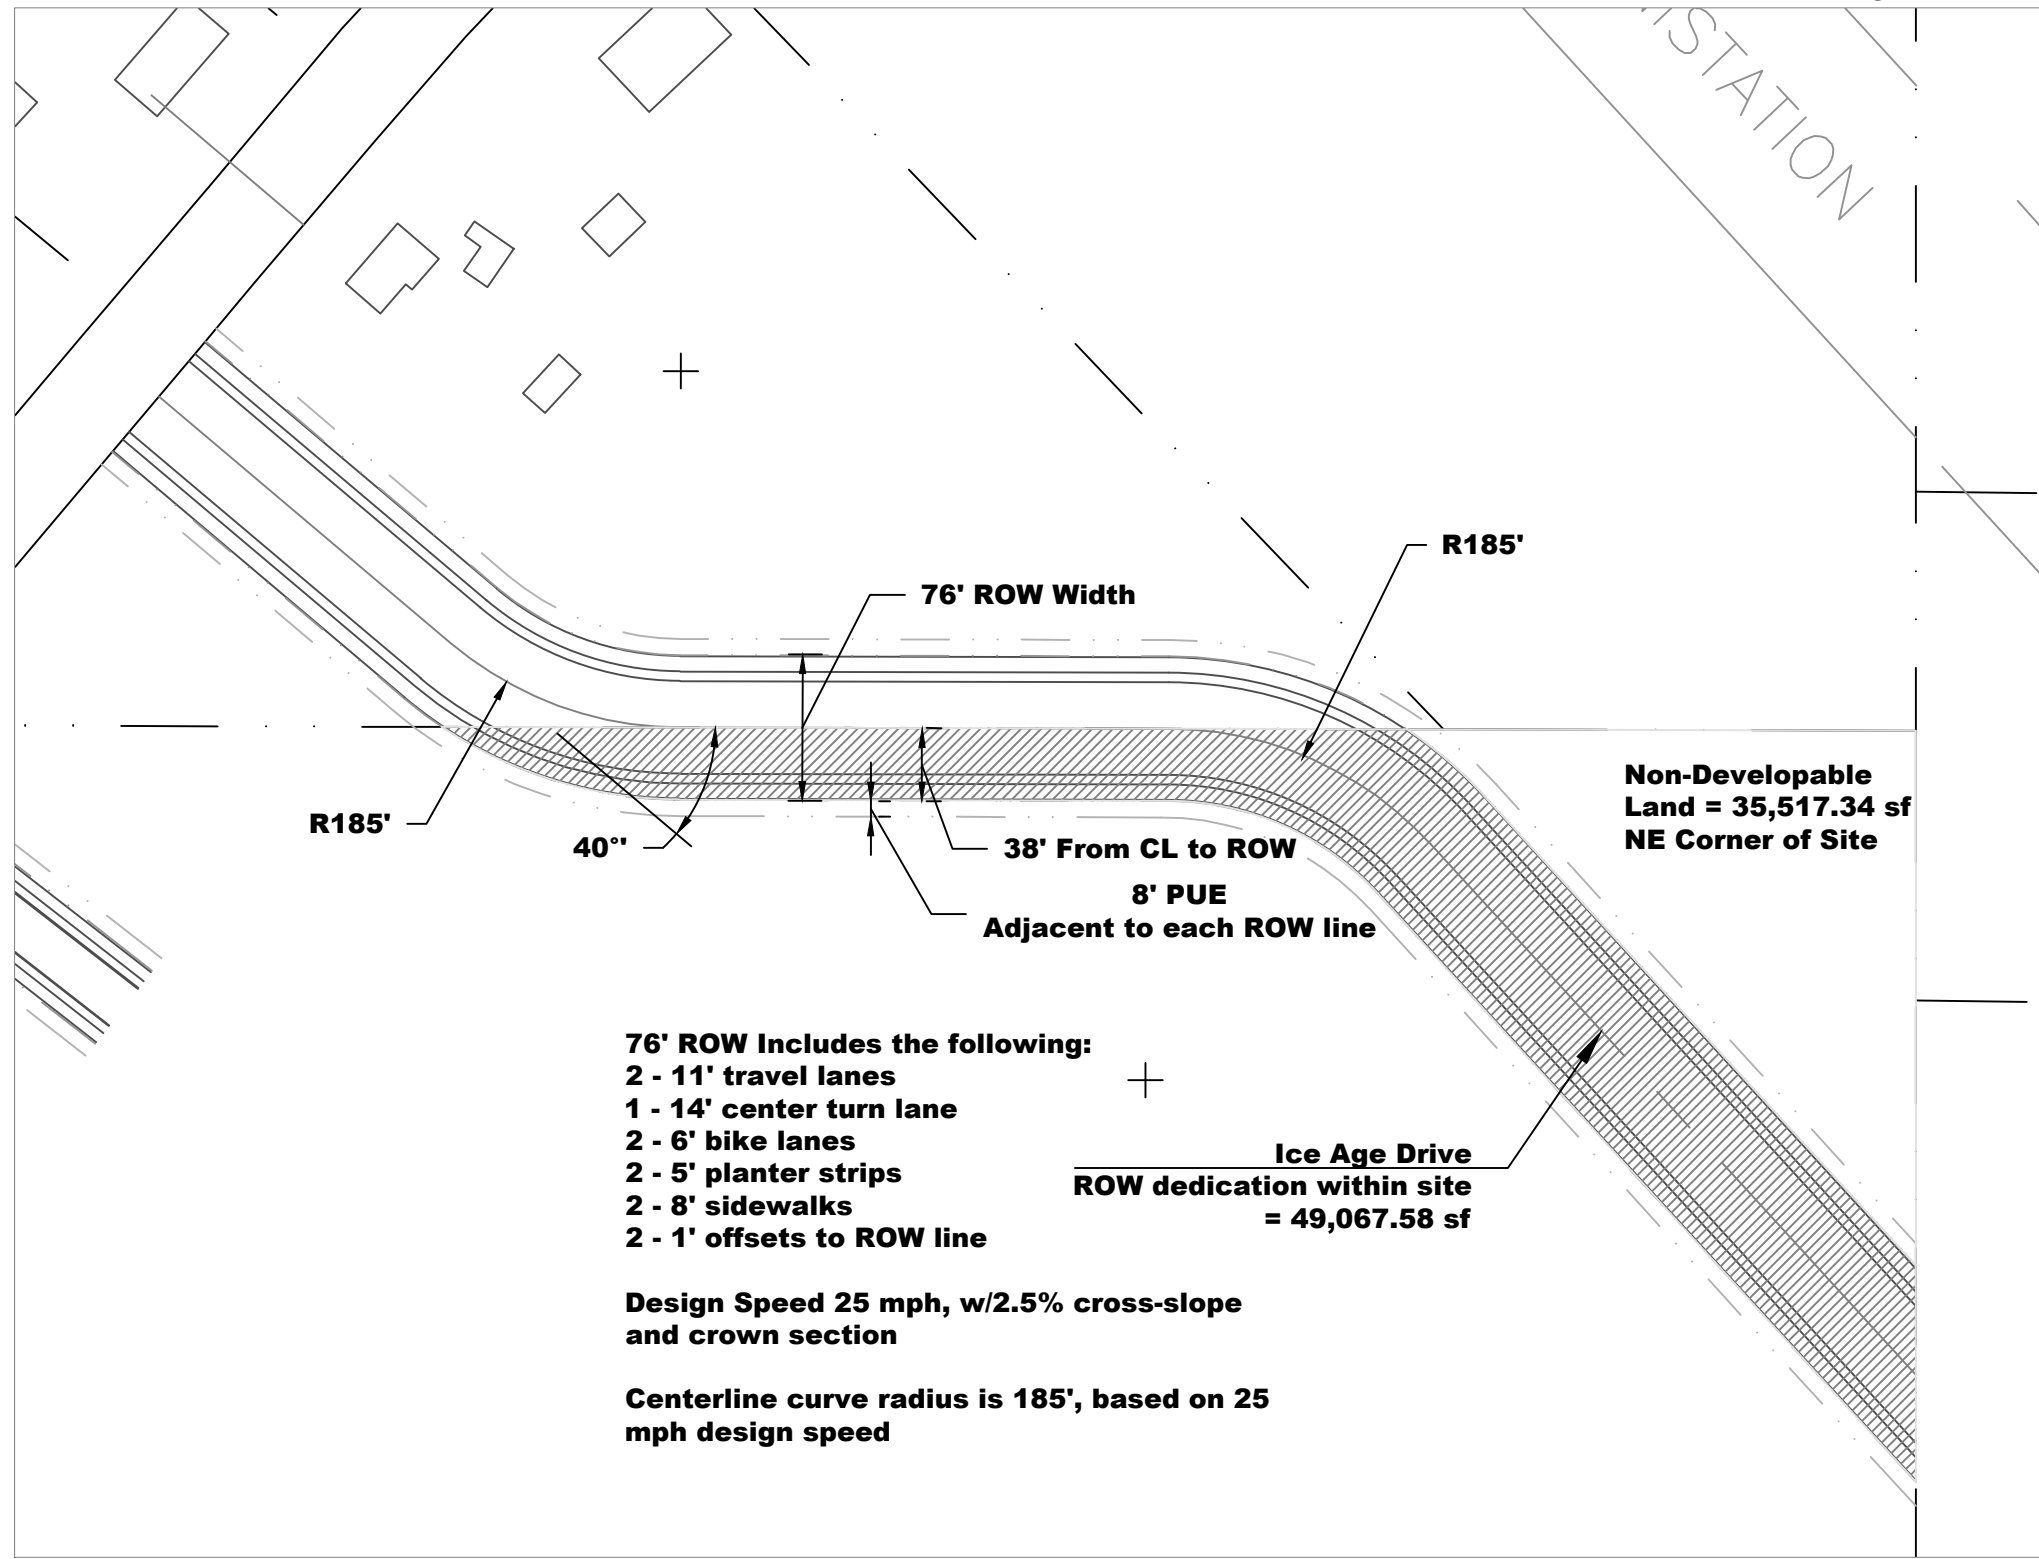 STATION
R185'
76' ROW Width
Non-Developable
Land = 35,517.34 sf
NE Corner of Site
R185'
40°'
38' From CL to ROW
8' PUE
Adjacent to each ROW line
76' ROW Includes the following:
2 - 11' travel lanes
1 - 14' center turn lane
2 - 6' bike lanes
2 - 5' planter strips
2 - 8' sidewalks
2 - 1' offsets to ROW line
Ice Age Drive
ROW dedication within site
= 49,067.58 sf
Design Speed 25 mph, w/2.5% cross-slope
and crown section
Centerline curve radius is 185', based on 25
mph design speed